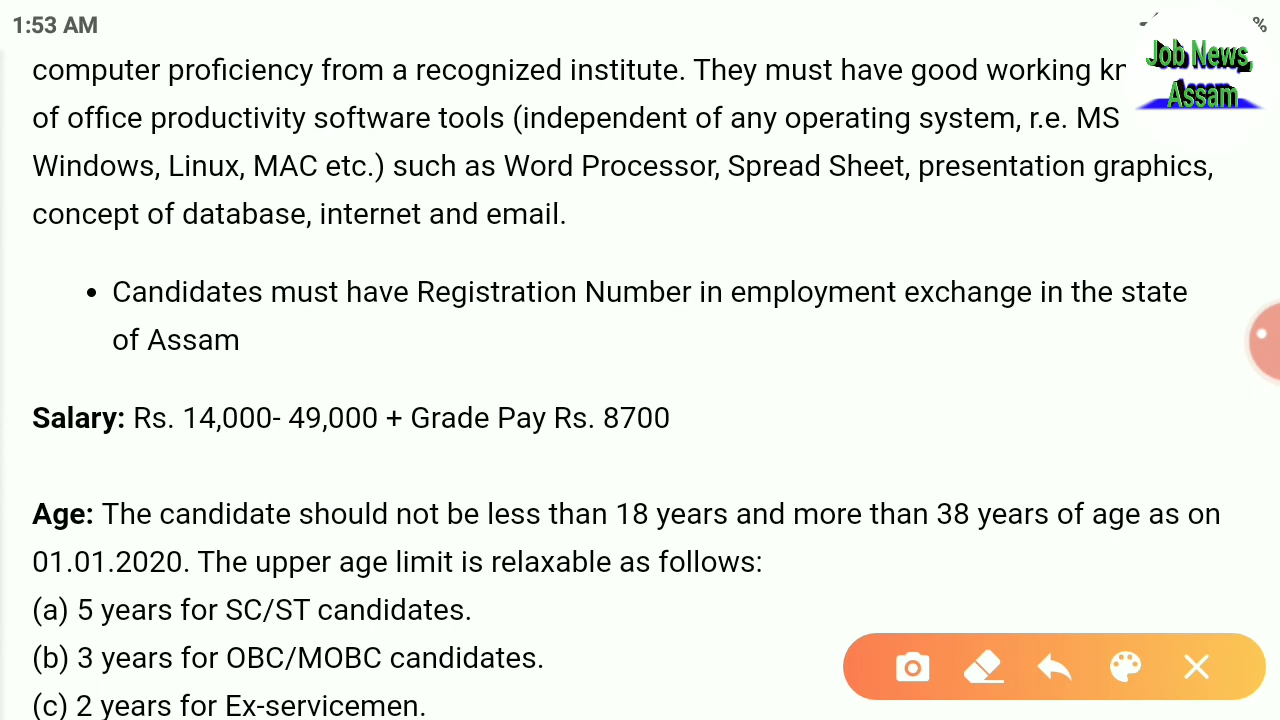 1:53 AM
%
Job News,
Assam
computer proficiency from a recognized institute. They must have good working
of office productivity software tools (independent of any operating system, r.e. MS
Windows, Linux, MAC etc.) such as Word Processor, Spread Sheet, presentation graphics,
concept of database, internet and email.
• Candidates must have Registration Number in employment exchange in the state
of Assam
Salary: Rs. 14,000- 49,000 + Grade Pay Rs. 8700
Age: The candidate should not be less than 18 years and more than 38 years of age as on
01.01.2020. The upper age limit is relaxable as follows:
(a) 5 years for SC/ST candidates.
(b) 3 years for OBC/MOBC candidates.
(c) 2 years for Ex-servicemen.